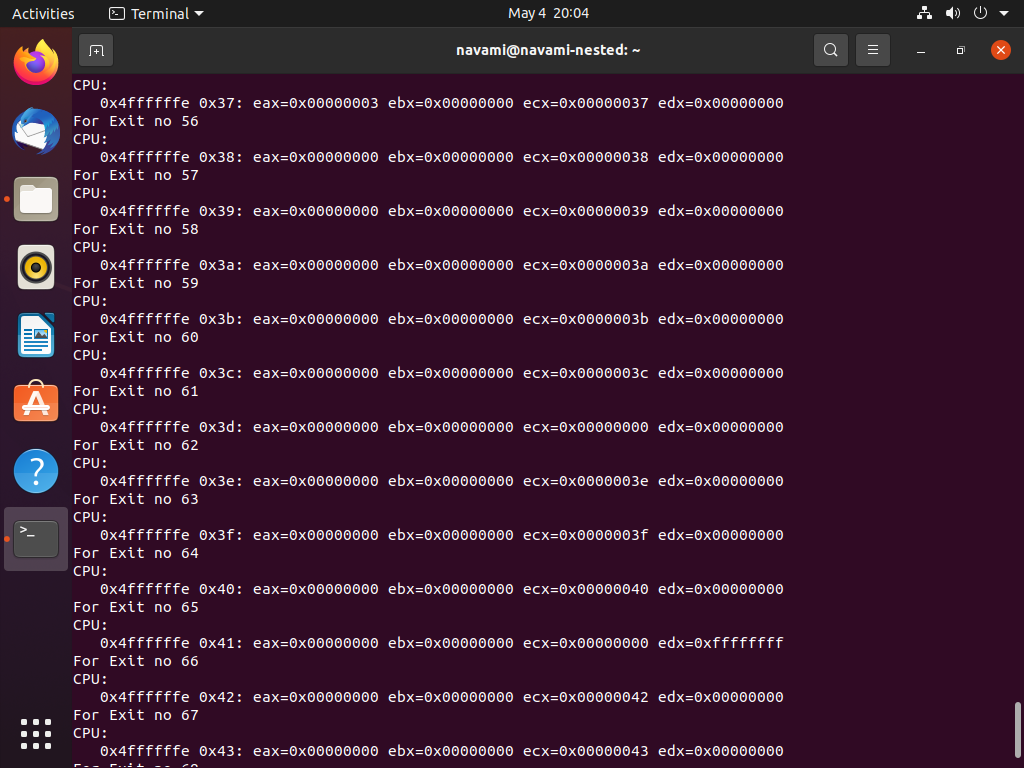 Activities Terminal May 4 20:04
navami@navami-nested: ~
CPU:
   0x4ffffffe 0x37: eax=0x00000003 ebx=0x00000000 ecx=0x00000037 edx=0x00000000
For Exit no 56
CPU:
   0x4ffffffe 0x38: eax=0x00000000 ebx=0x00000000 ecx=0x00000038 edx=0x00000000
For Exit no 57
CPU:
   0x4ffffffe 0x39: eax=0x00000000 ebx=0x00000000 ecx=0x00000039 edx=0x00000000
For Exit no 58
CPU:
   0x4ffffffe 0x3a: eax=0x00000000 ebx=0x00000000 ecx=0x0000003a edx=0x00000000
For Exit no 59
CPU:
   0x4ffffffe 0x3b: eax=0x00000000 ebx=0x00000000 ecx=0x0000003b edx=0x00000000
For Exit no 60
CPU:
   0x4ffffffe 0x3c: eax=0x00000000 ebx=0x00000000 ecx=0x0000003c edx=0x00000000
For Exit no 61
CPU:
   0x4ffffffe 0x3d: eax=0x00000000 ebx=0x00000000 ecx=0x00000000 edx=0x00000000
For Exit no 62
CPU:
   0x4ffffffe 0x3e: eax=0x00000000 ebx=0x00000000 ecx=0x0000003e edx=0x00000000
For Exit no 63
CPU:
   0x4ffffffe 0x3f: eax=0x00000000 ebx=0x00000000 ecx=0x0000003f edx=0x00000000
For Exit no 64
CPU:
   0x4ffffffe 0x40: eax=0x00000000 ebx=0x00000000 ecx=0x00000040 edx=0x00000000
For Exit no 65
CPU:
   0x4ffffffe 0x41: eax=0x00000000 ebx=0x00000000 ecx=0x00000000 edx=0xffffffff
For Exit no 66
CPU:
   0x4ffffffe 0x42: eax=0x00000000 ebx=0x00000000 ecx=0x00000042 edx=0x00000000
For Exit no 67
CPU:
   0x4ffffffe 0x43: eax=0x00000000 ebx=0x00000000 ecx=0x00000043 edx=0x00000000